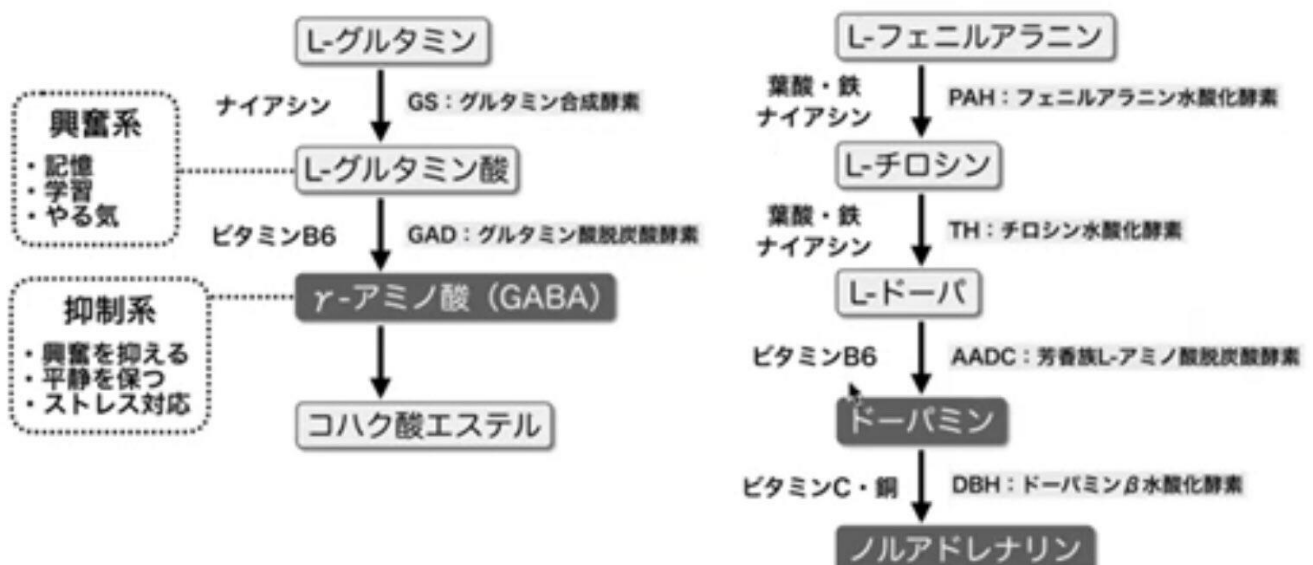 L-グルタミン
ナイアシン
GS：グルタミン合成酵素
興奮系
・記憶
・学習
・やる気
L-グルタミン酸
ビタミンB6
GAD：グルタミン酸脱炭酸酵素
γ-アミノ酸（GABA）
抑制系
・興奮を抑える
・平静を保つ
・ストレス対応
コハク酸エステル
L-フェニルアラニン
葉酸・鉄
ナイアシン
PAH：フェニルアラニン水酸化酵素
L-チロシン
葉酸・鉄
ナイアシン
TH：チロシン水酸化酵素
L-ドーパ
ビタミンB6
AADC：芳香族L-アミノ酸脱炭酸酵素
ドーパミン
ビタミンC・銅
DBH：ドーパミンβ水酸化酵素
ノルアドレナリン